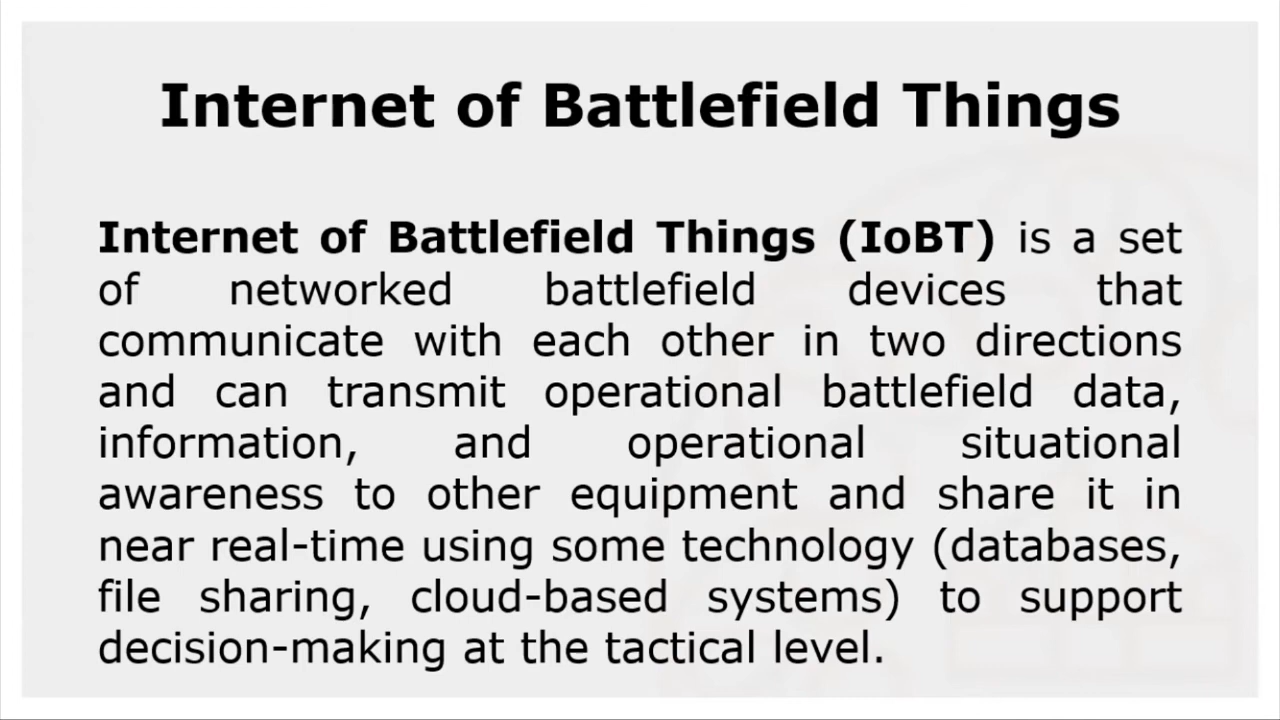 Internet of Battlefield Things
Internet of Battlefield Things (IoBT) is a set
of networked battlefield devices that
communicate with each other in two directions
and can transmit operational battlefield data,
information, and operational situational
awareness to other equipment and share it in
near real-time using some technology (databases,
file sharing, cloud-based systems) to support
decision-making at the tactical level.